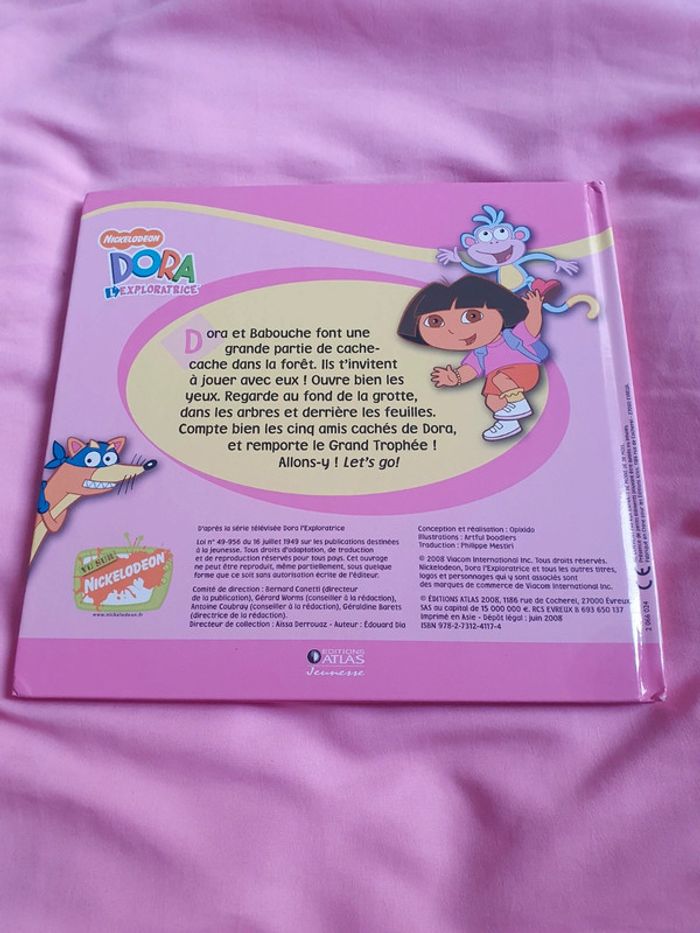 NICKELODEON
DORA
L'EXPLORATRICE
Dora et Babouche font une
grande partie de cache-
cache dans la forêt. Ils t'invitent
à jouer avec eux ! Ouvre bien les
yeux. Regarde au fond de la grotte,
dans les arbres et derrière les feuilles.
Compte bien les cinq amis cachés de Dora,
et remporte le Grand Trophée !
Allons-y ! Let's go!
D'après la série télévisée Dora l'Exploratrice
Loi n° 49-956 du 16 juillet 1949 sur les publications destinées
à la jeunesse. Tous droits d'adaptation, de traduction
et de reproduction réservés pour tous pays. Cet ouvrage
ne peut être reproduit, même partiellement, sous quelque
forme que ce soit sans autorisation écrite de l'éditeur.
Comité de direction : Bernard Canetti (directeur
de la publication), Gérard Worms (conseiller à la rédaction),
Antoine Coubray (conseiller à la rédaction), Géraldine Barets
(directrice de la rédaction).
Directeur de collection : Aïssa Derrouaz - Auteur : Édouard Dia
Conception et réalisation : Opixido
Illustrations : Artful Doodlers
Traduction : Philippe Mestiri
© 2008 Viacom International Inc. Tous droits réservés.
Nickelodeon, Dora l'Exploratrice et tous les autres titres,
logos et personnages qui y sont associés sont
des marques de commerce de Viacom International Inc.
© ÉDITIONS ATLAS 2008, 1186 rue de Cocherel, 27000 Évreux
SAS au capital de 15 000 000 €. RCS EVREUX B 693 650 137
Imprimé en Asie - Dépôt légal : juin 2008
ISBN 978-2-7312-4117-4
VU SUR
NICKELODEON
www.nickelodeon.fr
EDITIONS
ATLAS
Jeunesse
CE
2 066 024